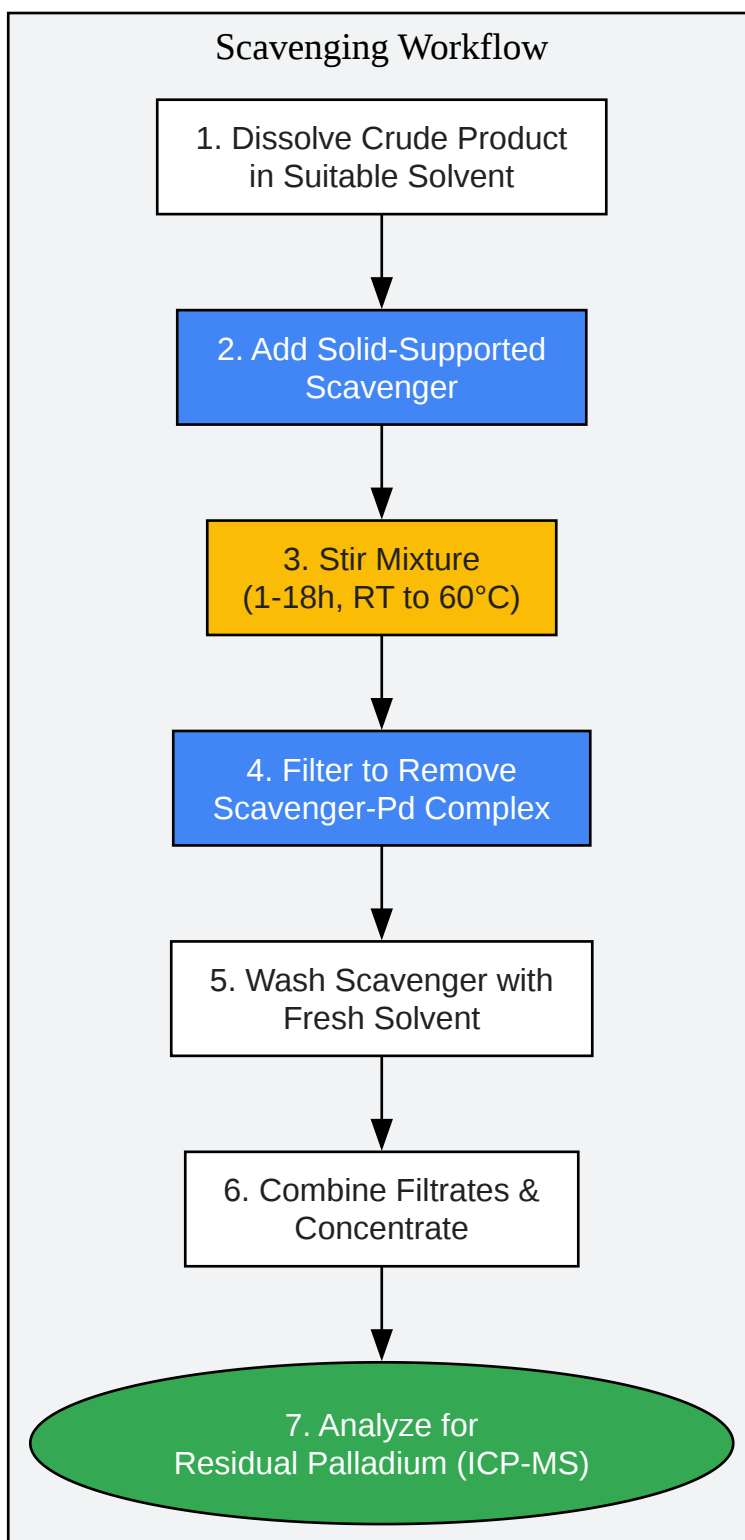 Scavenging Workflow
1. Dissolve Crude Product
in Suitable Solvent
2. Add Solid-Supported
Scavenger
3. Stir Mixture
(1-18h, RT to 60°C)
4. Filter to Remove
Scavenger-Pd Complex
5. Wash Scavenger with
Fresh Solvent
6. Combine Filtrates &
Concentrate
7. Analyze for
Residual Palladium (ICP-MS)